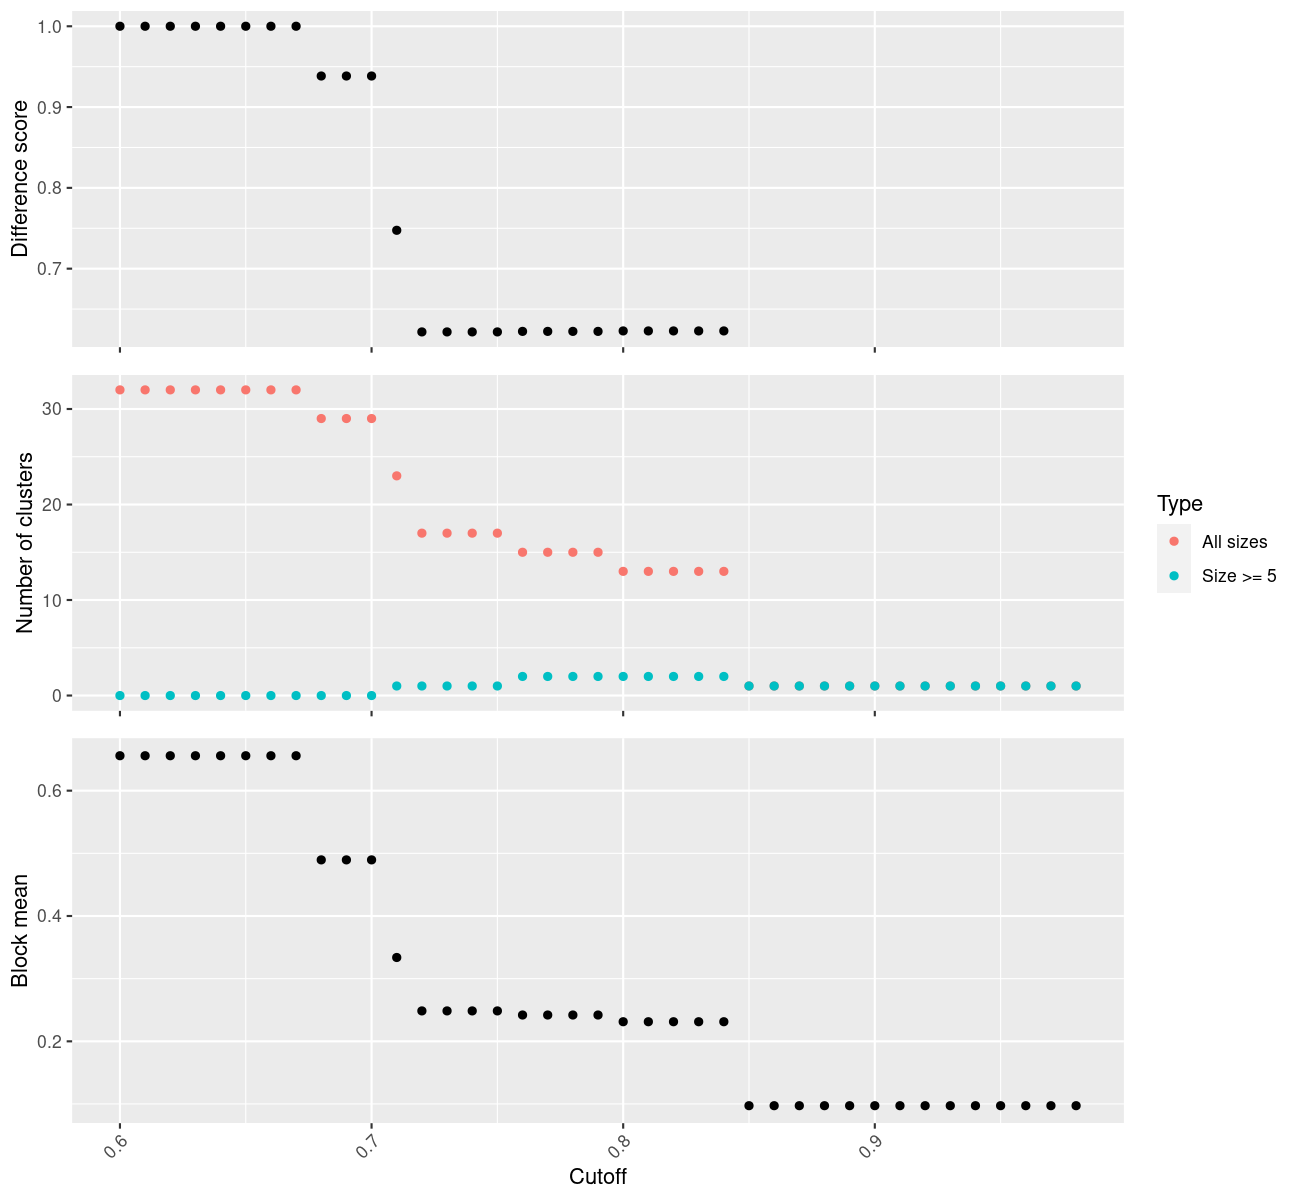 1.0
0.9
0.8
0.7
Difference score
30
20
10
0
Number of clusters
Type
All sizes
Size >= 5
0.6
0.4
0.2
Block mean
0.6
0.7
0.8
0.9
Cutoff